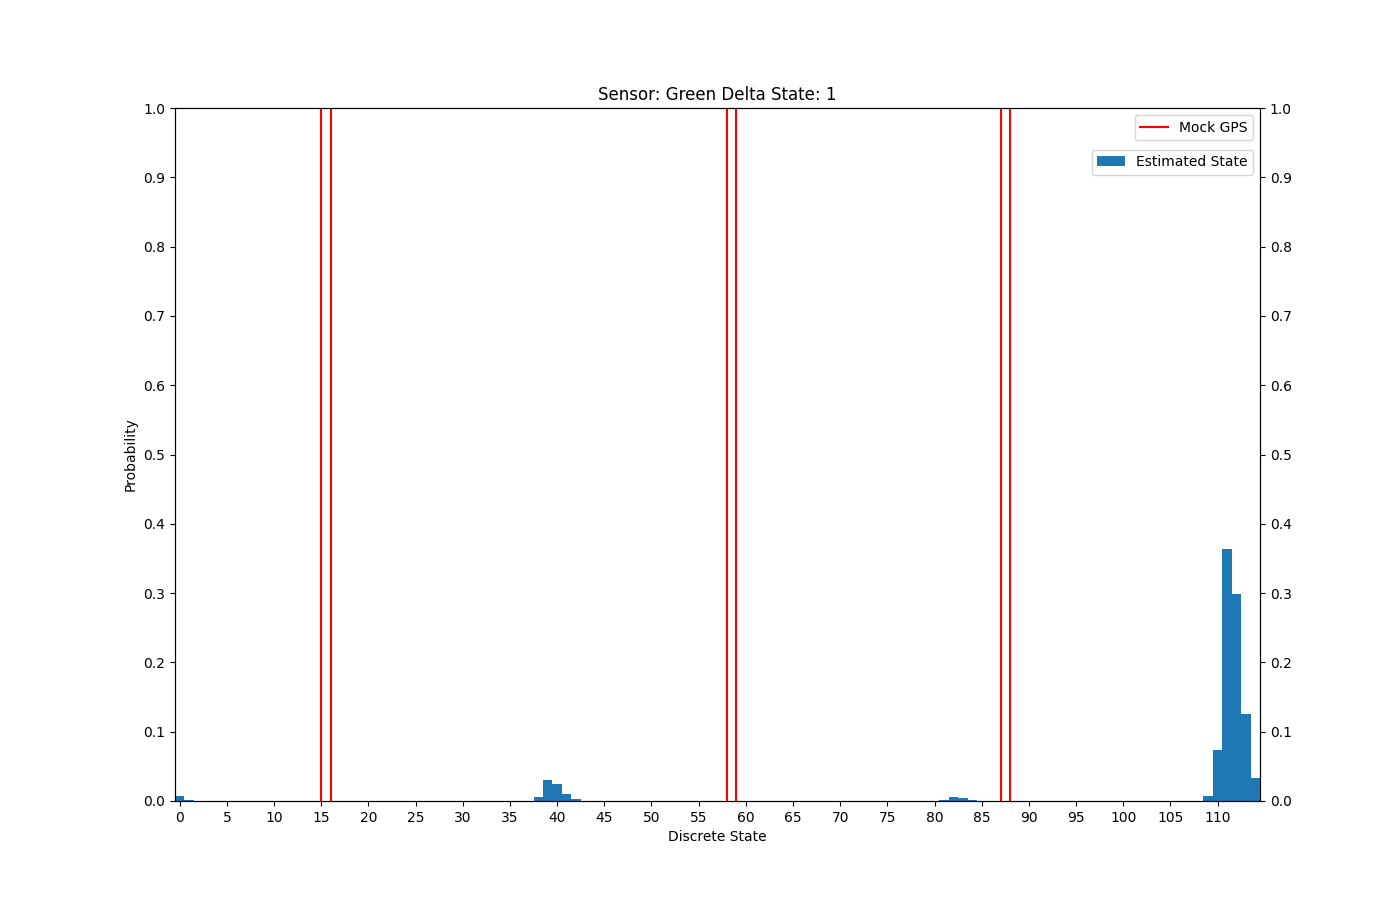 Sensor: Green Delta State: 1
1.0 1.0
Mock GPS
Estimated State
0.9 0.9
0.8 0.8
0.7 0.7
0.6 0.6
0.5 0.5
0.4 0.4
0.3 0.3
0.2 0.2
0.1 0.1
0.0 0.0
Probability
0 5 10 15 20 25 30 35 40 45 50 55 60 65 70 75 80 85 90 95 100 105 110
Discrete State